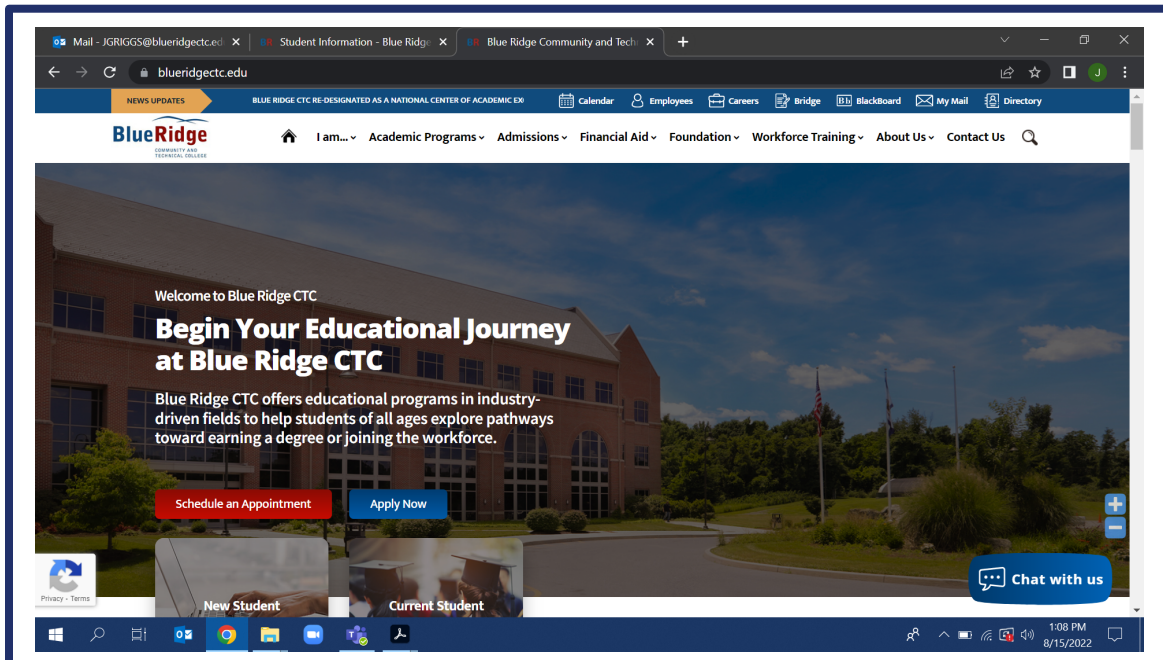 Mail - JGRIGGS@blueridgectc.ed
BR Student Information - Blue Ridge
BR Blue Ridge Community and Tech
blueridgectc.edu
J
NEWS UPDATES
BLUE RIDGE CTC RE-DESIGNATED AS A NATIONAL CENTER OF ACADEMIC EX
Calendar
Employees
Careers
Bridge
Bb BlackBoard
My Mail
Directory
BlueRidge
COMMUNITY AND
TECHNICAL COLLEGE
I am...
Academic Programs
Admissions
Financial Aid
Foundation
Workforce Training
About Us
Contact Us
Welcome to Blue Ridge CTC
Begin Your Educational Journey
at Blue Ridge CTC
Blue Ridge CTC offers educational programs in industry-
driven fields to help students of all ages explore pathways
toward earning a degree or joining the workforce.
Schedule an Appointment
Apply Now
New Student
Current Student
Privacy - Terms
Chat with us
1:08 PM
8/15/2022